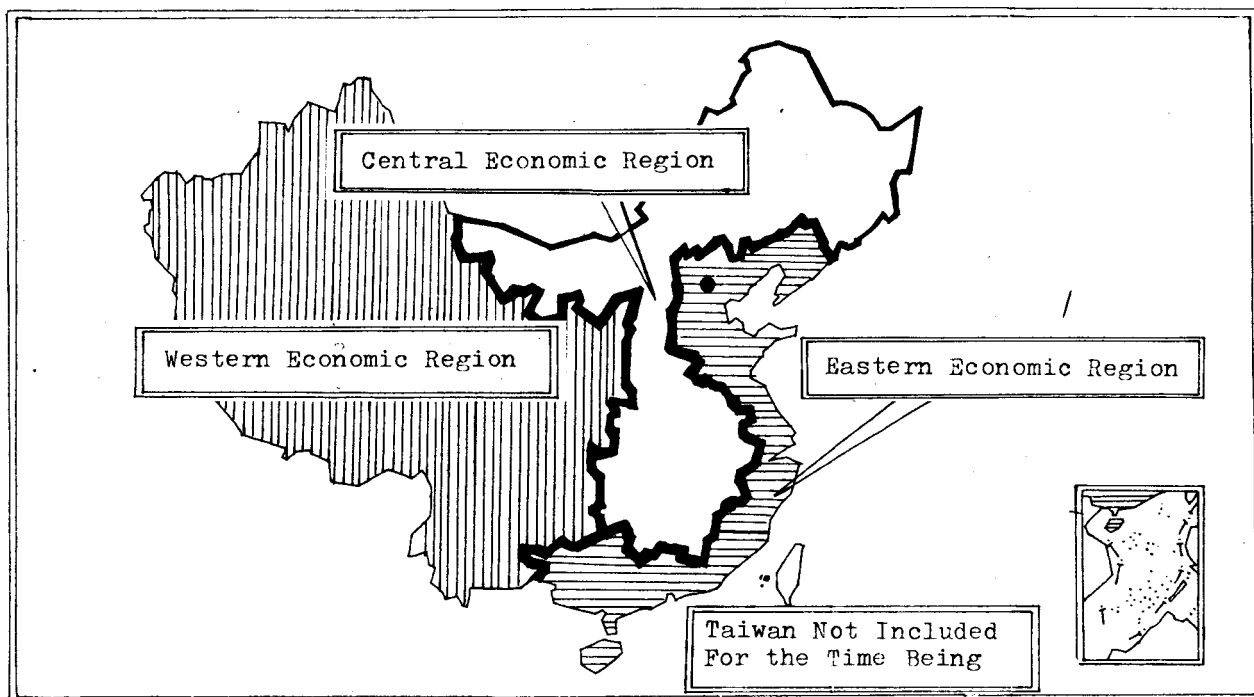 Central Economic Region
Western Economic Region
Eastern Economic Region
Taiwan Not Included
For the Time Being